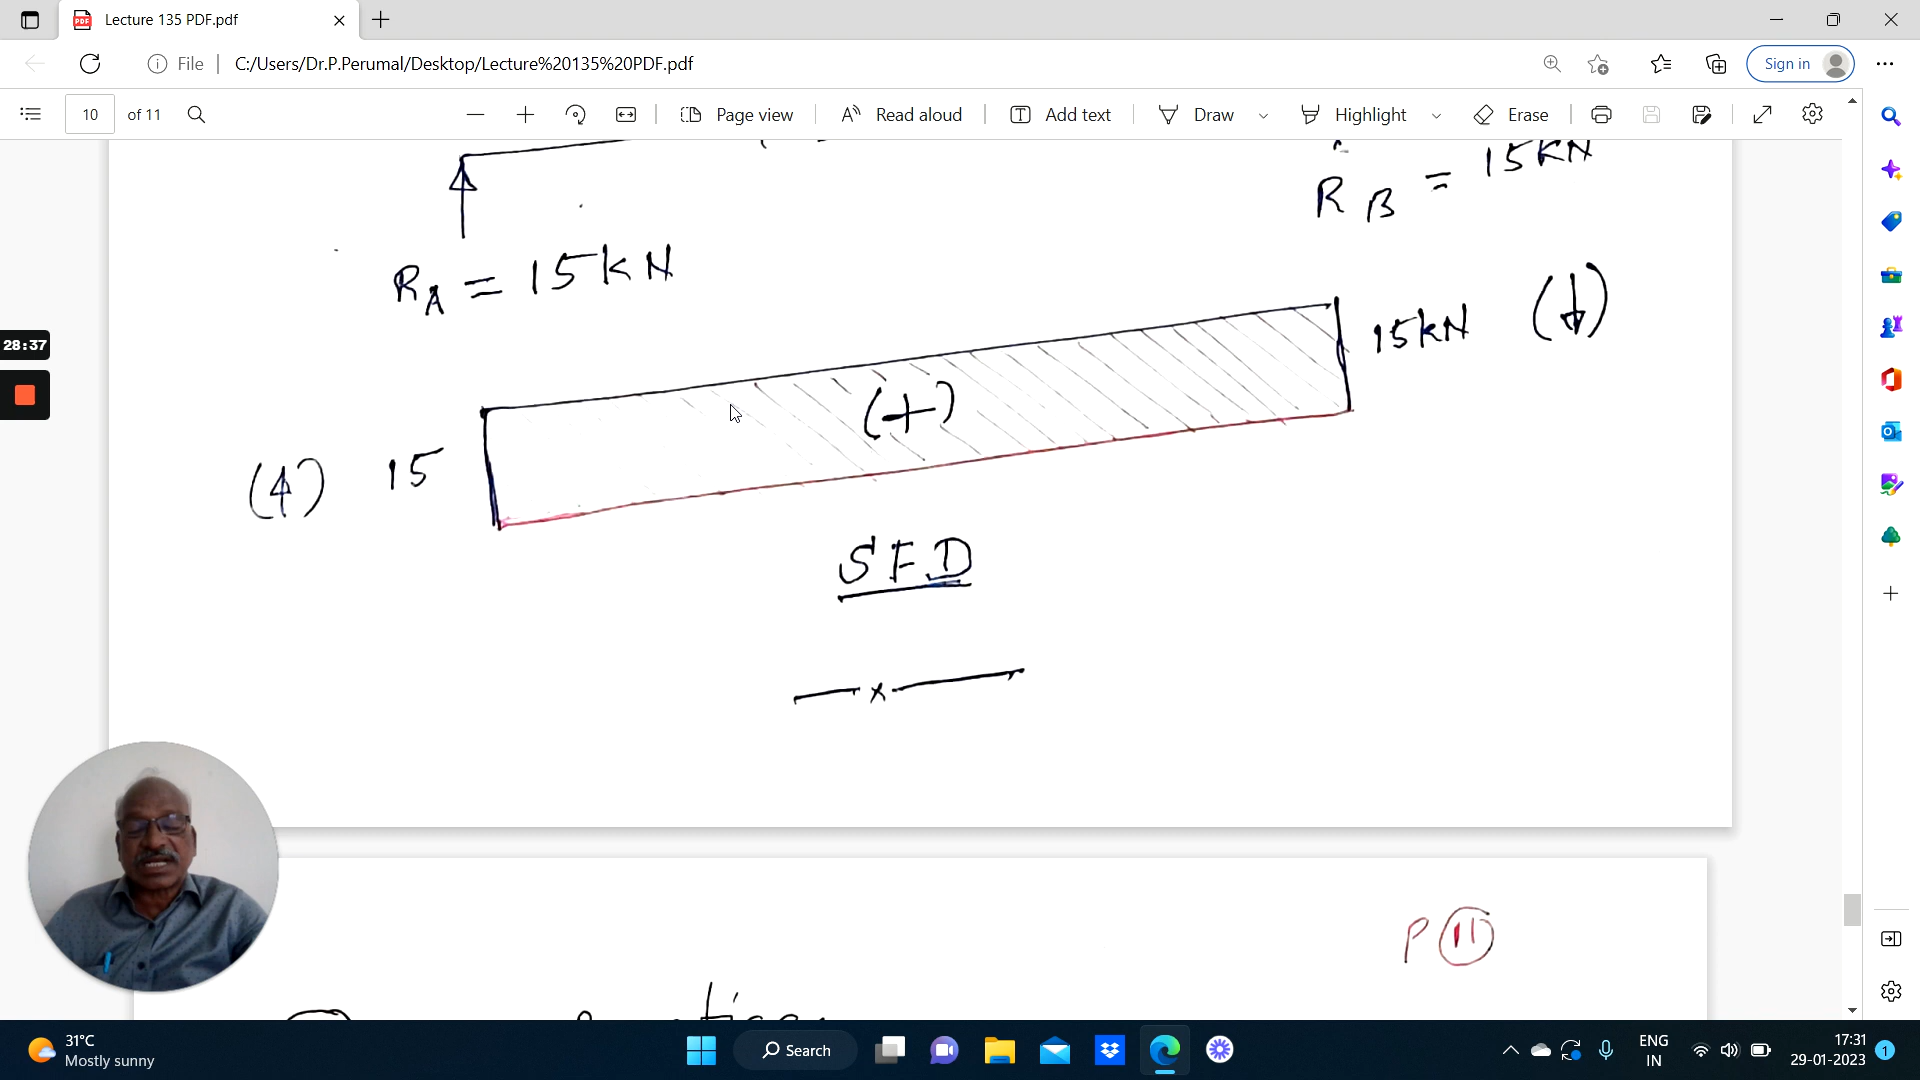 Lecture 135 PDF.pdf
File | C:/Users/Dr.P.Perumal/Desktop/Lecture%20135%20PDF.pdf
Sign in
10 of 11
Page view
Read aloud
Add text
Draw
Highlight
Erase
R_B = 15KN
R_A = 15KN
28:37
15kN (↓)
(+)
(↑) 15
SFD
x
P 11
31°C
Mostly sunny
Search
ENG
IN
17:31
29-01-2023
1